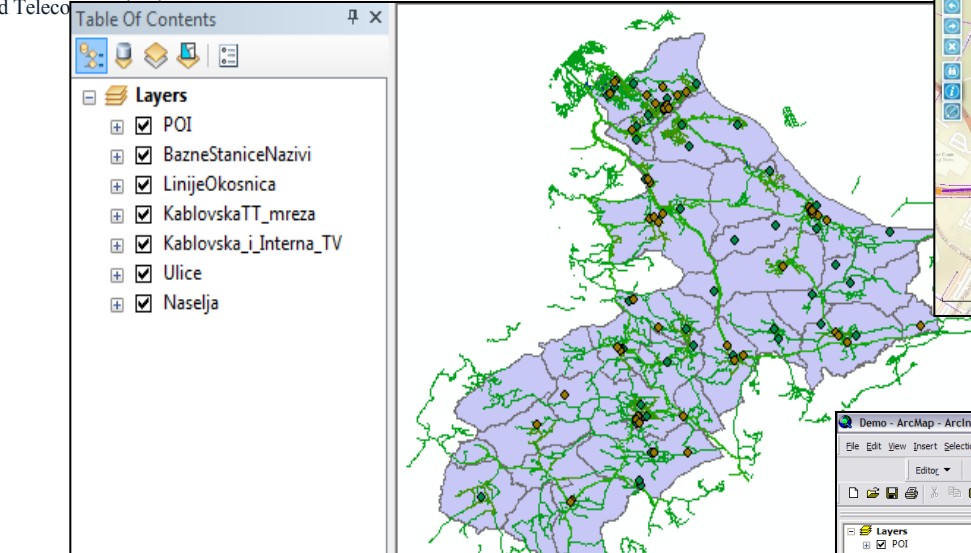 d Teleco
Table Of Contents
Layers
POI
BazneStaniceNazivi
LinijeOkosnica
KablovskaTT_mreza
Kablovska_i_Interna_TV
Ulice
Naselja
Demo - ArcMap - ArcIn
File Edit View Insert Selecti
Editor
Layers
POI